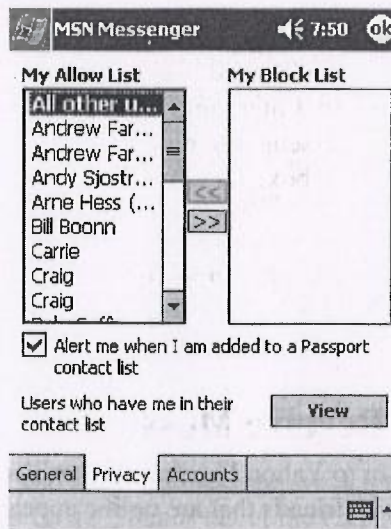 MSN Messenger 7:50 ok
My Allow List My Block List
All other u...
Andrew Far...
Andrew Far...
Andy Sjostr...
Arne Hess (...
Bill Boonn
Carrie
Craig
Craig
<<
>>
Alert me when I am added to a Passport
contact list
Users who have me in their
contact list
View
General Privacy Accounts